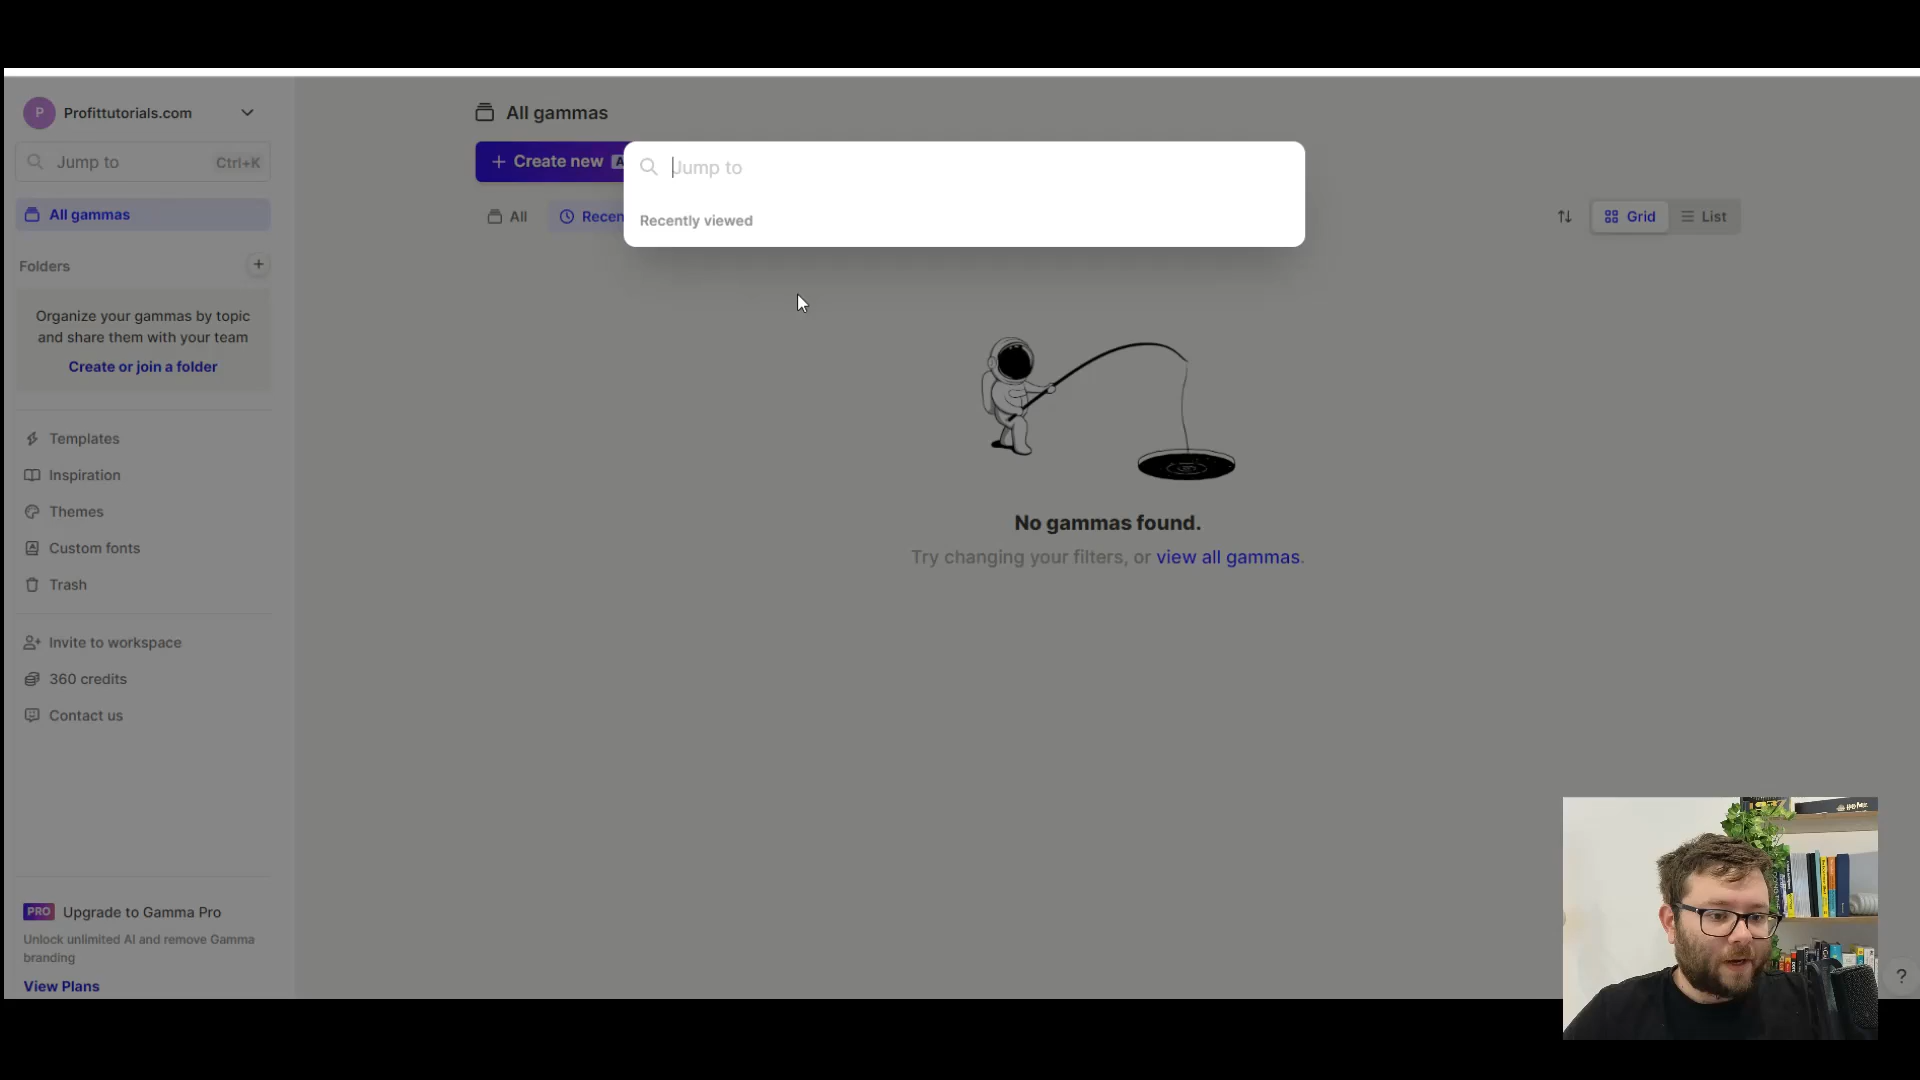 P Profittutorials.com
Jump to Ctrl+K
All gammas
Folders +
Organize your gammas by topic
and share them with your team
Create or join a folder
Templates
Inspiration
Themes
Custom fonts
Trash
Invite to workspace
360 credits
Contact us
PRO Upgrade to Gamma Pro
Unlock unlimited AI and remove Gamma
branding
View Plans
All gammas
+ Create new
Jump to
Recently viewed
All
Recen
Grid
List
No gammas found.
Try changing your filters, or view all gammas.
?